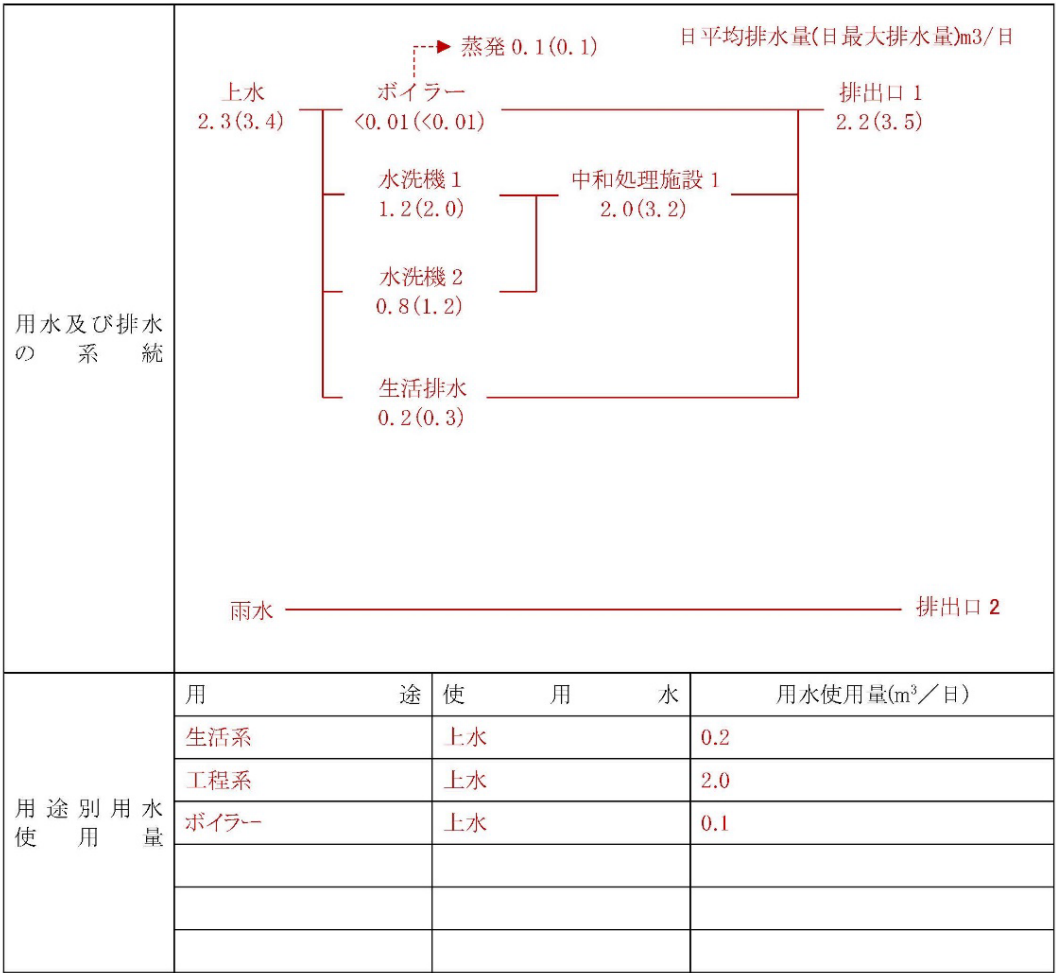 蒸発 0.1(0.1)
日平均排水量(日最大排水量)m3/日
上水
2.3(3.4)
ボイラー
<0.01(<0.01)
排出口 1
2.2(3.5)
水洗機 1
1.2(2.0)
中和処理施設 1
2.0(3.2)
水洗機 2
0.8(1.2)
生活排水
0.2(0.3)
用水及び排水
の系統
雨水
排出口 2
用途 使用水 用水使用量(m³/日)
生活系 上水 0.2
工程系 上水 2.0
ボイラー 上水 0.1
用途別用水
使用量